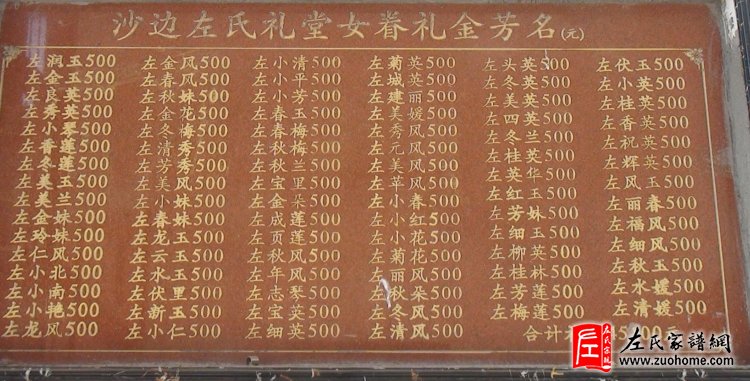 沙边左氏礼堂女眷礼金芳名(元)
左润玉500 左金风500 左小清500 左菊英500 左头英500 左伏玉500
左金玉500 左春风500 左小平500 左城英500 左冬英500 左小英500
左良英500 左秋妹500 左小芳500 左建丽500 左美英500 左桂英500
左秀英500 左金花500 左春玉500 左美嫒500 左四英500 左香英500
左小琴500 左冬梅500 左春梅500 左秀风500 左冬兰500 左祝英500
左香莲500 左清秀500 左秋梅500 左元风500 左桂英500 左辉英500
左冬莲500 左芳秀500 左秋兰500 左美风500 左英华500 左风玉500
左美玉500 左美风500 左宝里500 左苹风500 左红玉500 左丽春500
左美兰500 左小妹500 左金朵500 左小春500 左芳妹500 左福风500
左金妹500 左春妹500 左成莲500 左小红500 左细玉500 左细风500
左玲妹500 左龙玉500 左页莲500 左小花500 左柳英500 左秋玉500
左仁风500 左云玉500 左秋风500 左菊花500 左桂林500 左水嫒500
左小北500 左水玉500 左年风500 左丽风500 左芳莲500 左清嫒500
左小南500 左伏里500 左志琴500 左秋朵500 左梅莲500
左小艳500 左新玉500 左宝英500 左冬风500 合计
左龙风500 左小仁500 左细英500 左清风500
左氏家譜網
www.zuohome.com